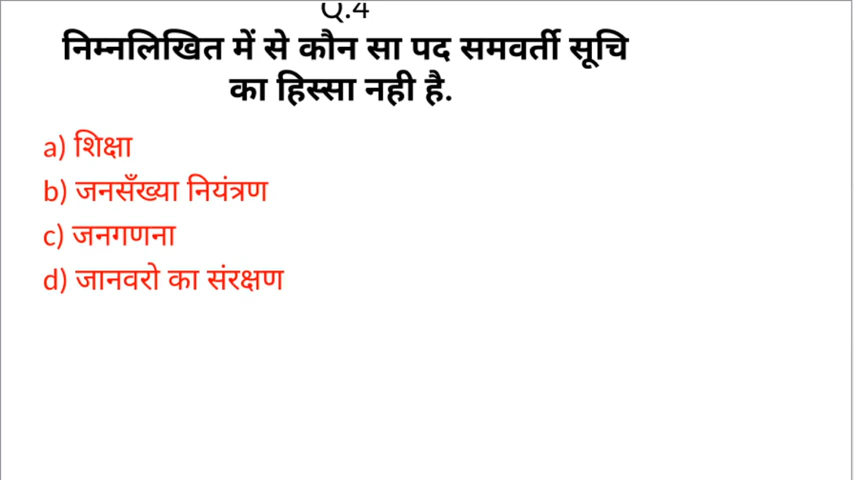 Q.4
निम्नलिखित में से कौन सा पद समवर्ती सूचि
का हिस्सा नही है.
a) शिक्षा
b) जनसँख्या नियंत्रण
c) जनगणना
d) जानवरो का संरक्षण